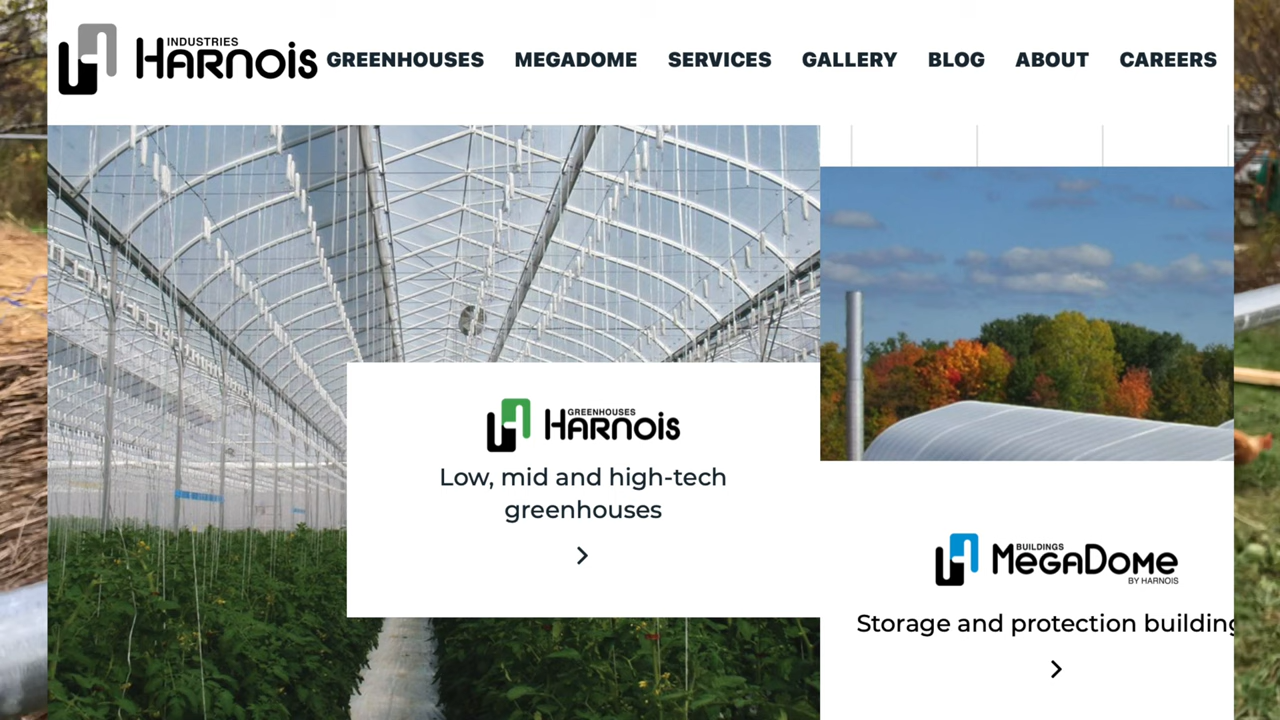 INDUSTRIES
HARNOIS
GREENHOUSES MEGADOME SERVICES GALLERY BLOG ABOUT CAREERS
GREENHOUSES
HARNOIS
Low, mid and high-tech
greenhouses
BUILDINGS
MEGADOME
BY HARNOIS
Storage and protection building